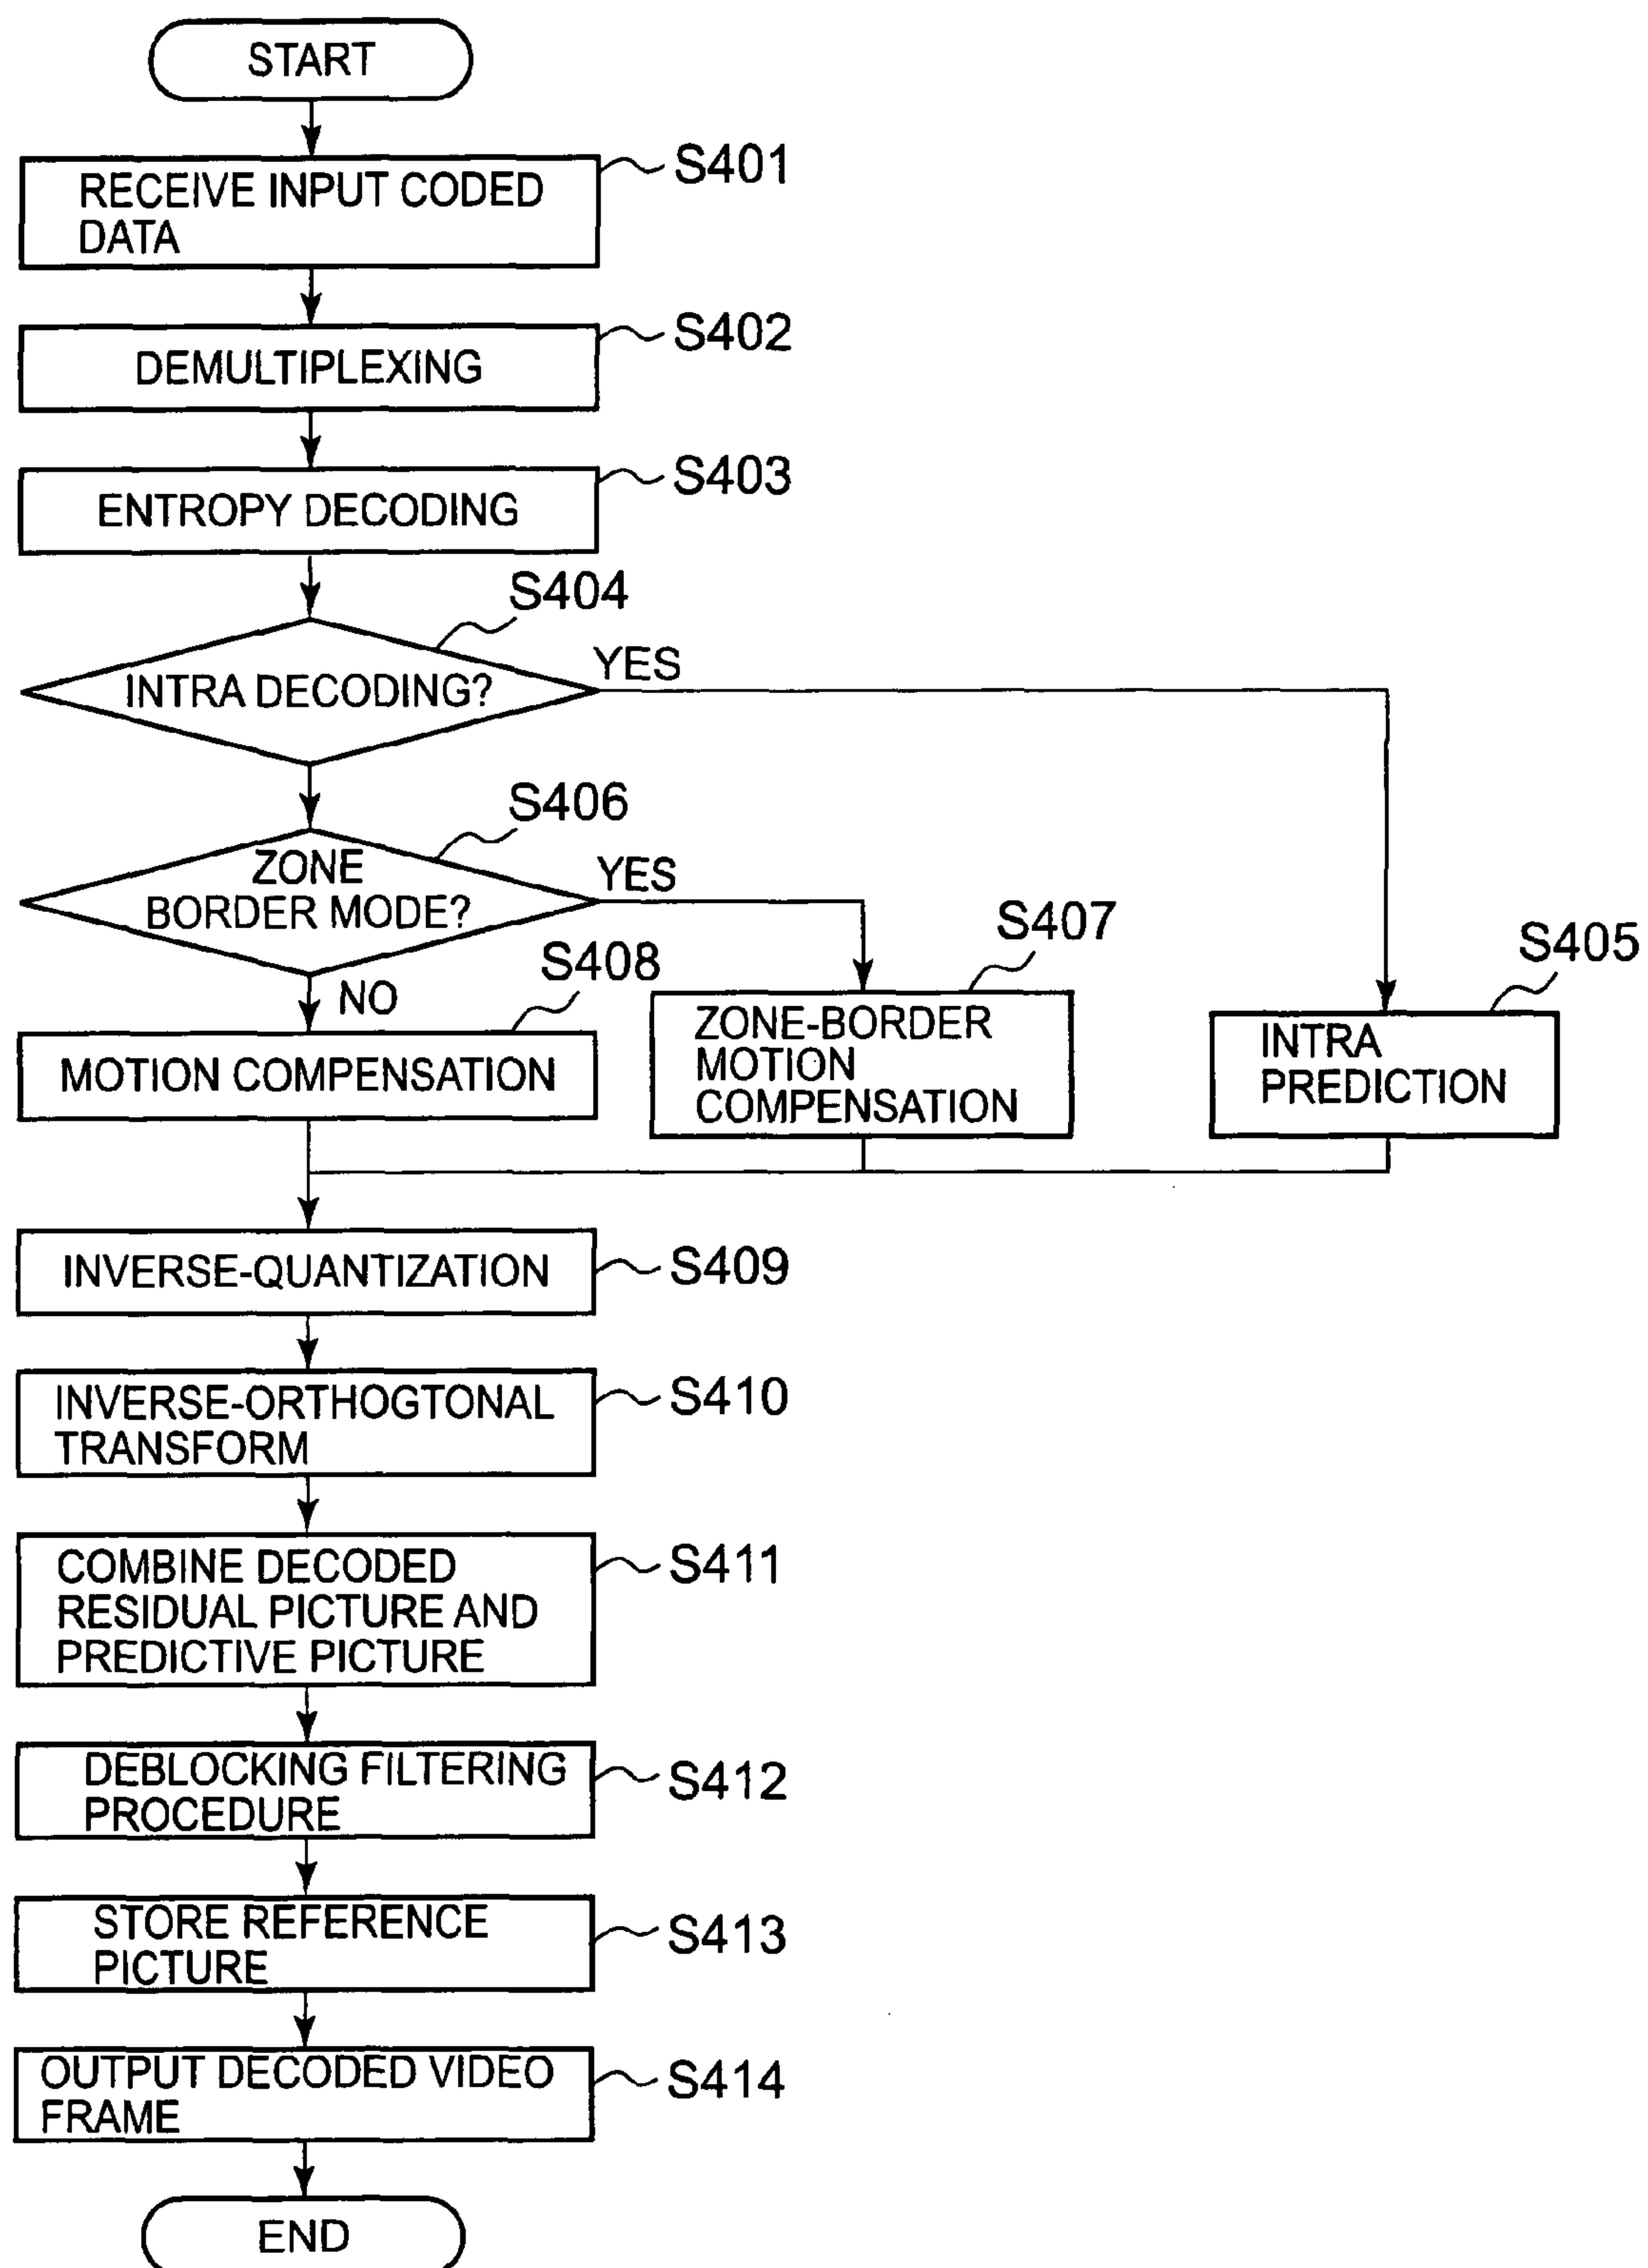 START
RECEIVE INPUT CODED
DATA
S401
DEMULTIPLEXING
S402
ENTROPY DECODING
S403
INTRA DECODING?
S404
YES
ZONE
BORDER MODE?
S406
YES
NO
MOTION COMPENSATION
S408
ZONE-BORDER
MOTION
COMPENSATION
S407
INTRA
PREDICTION
S405
INVERSE-QUANTIZATION
S409
INVERSE-ORTHOGTONAL
TRANSFORM
S410
COMBINE DECODED
RESIDUAL PICTURE AND
PREDICTIVE PICTURE
S411
DEBLOCKING FILTERING
PROCEDURE
S412
STORE REFERENCE
PICTURE
S413
OUTPUT DECODED VIDEO
FRAME
S414
END